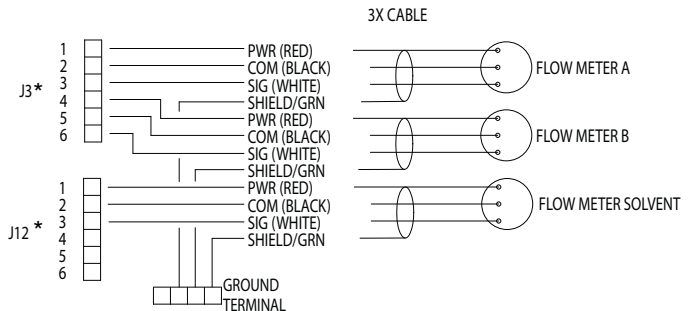 3X CABLE
J3*
1
2
3
4
5
6
PWR (RED)
COM (BLACK)
SIG (WHITE)
SHIELD/GRN
PWR (RED)
COM (BLACK)
SIG (WHITE)
SHIELD/GRN
PWR (RED)
COM (BLACK)
SIG (WHITE)
SHIELD/GRN
FLOW METER A
FLOW METER B
FLOW METER SOLVENT
J12*
1
2
3
4
5
6
GROUND
TERMINAL